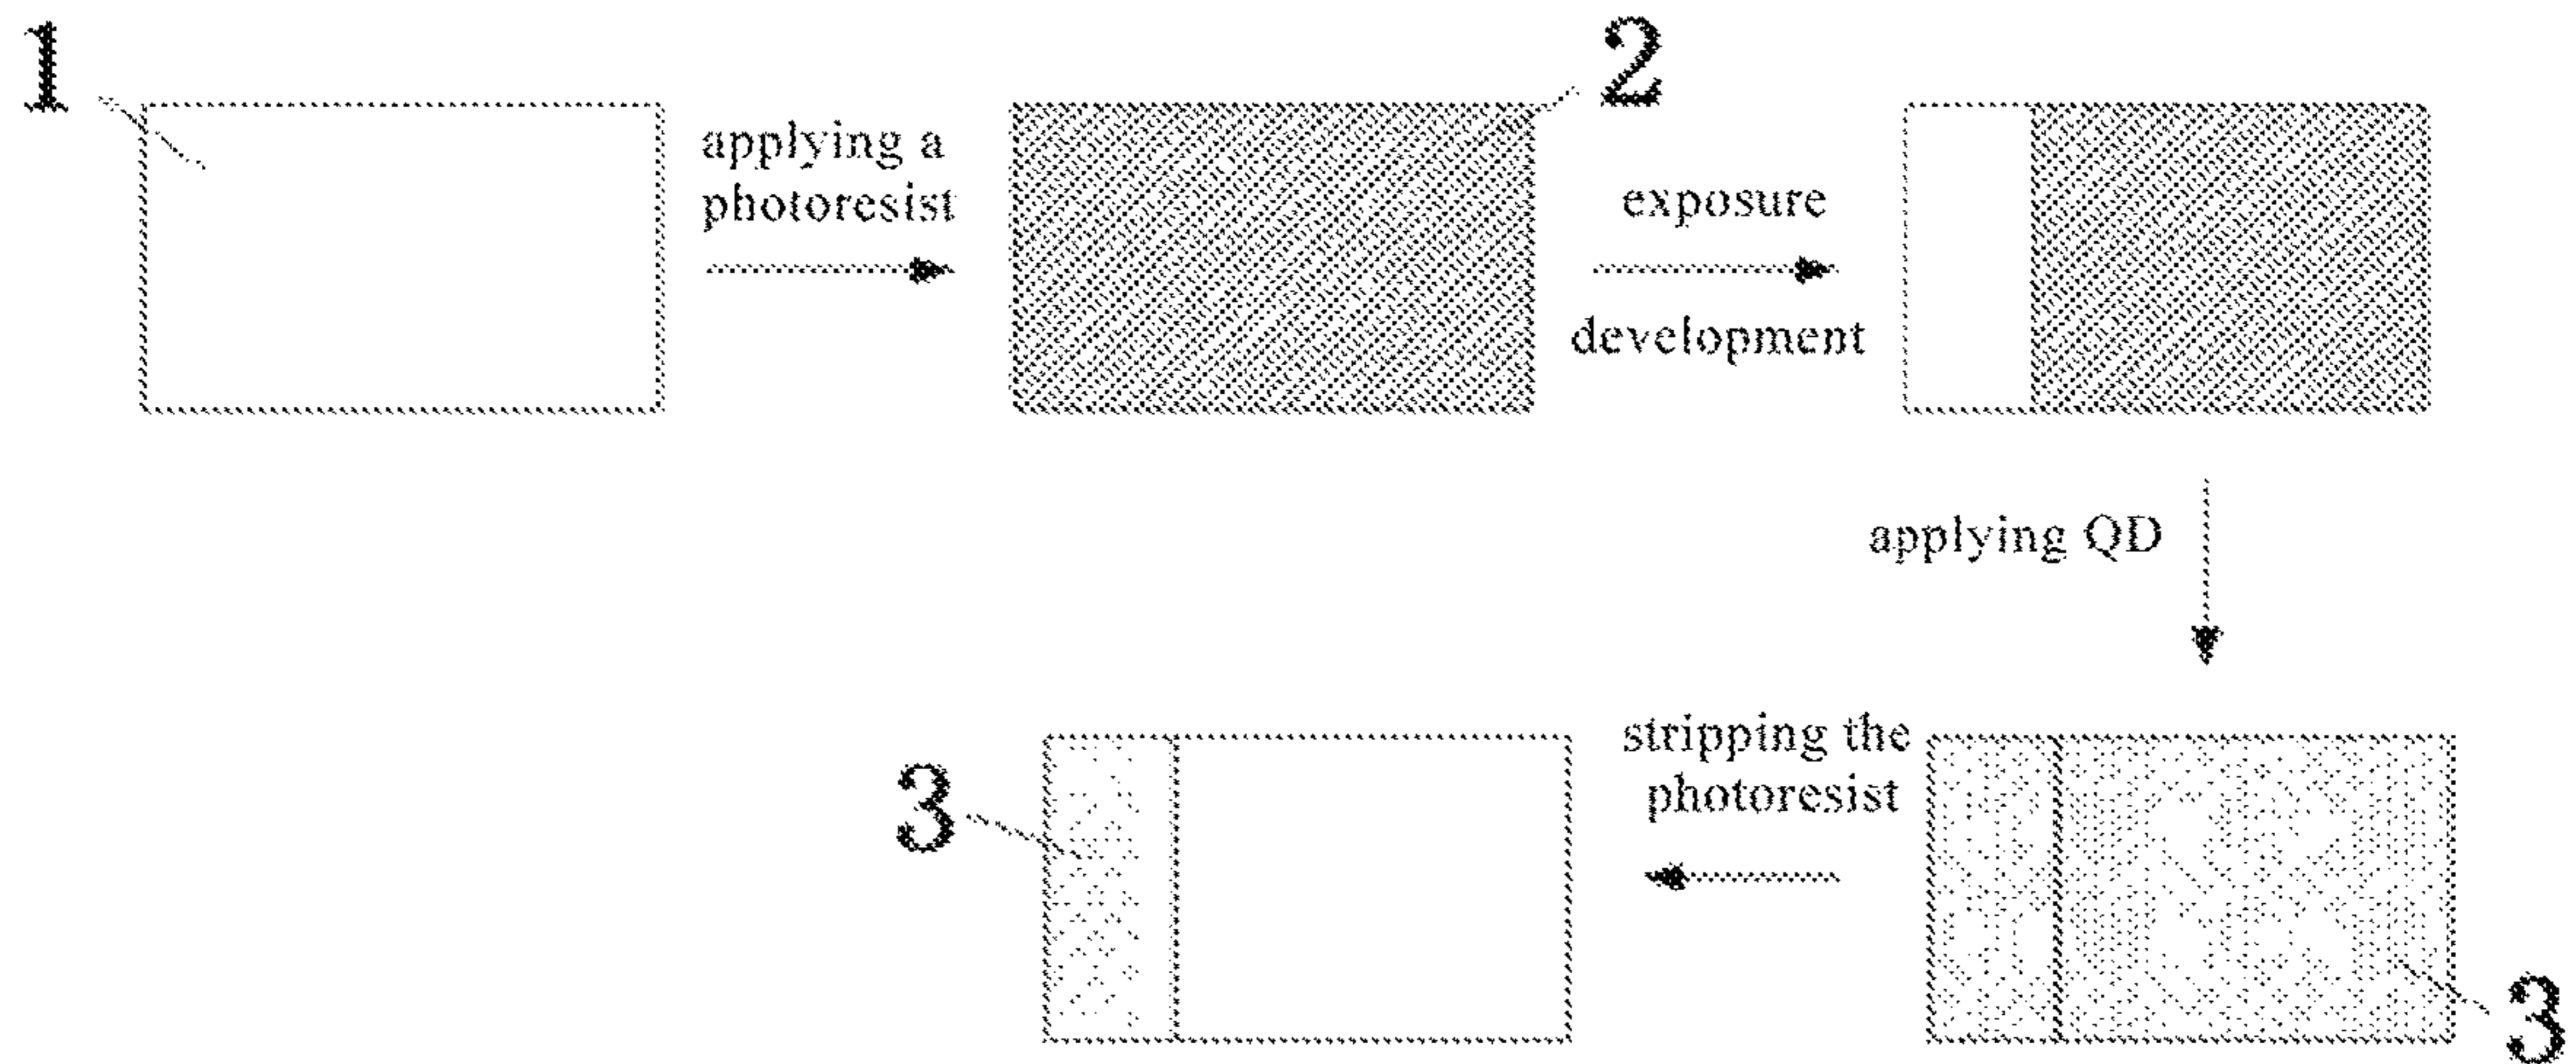 1
2
applying a
photoresist
exposure
development
applying QD
stripping the
photoresist
3
3